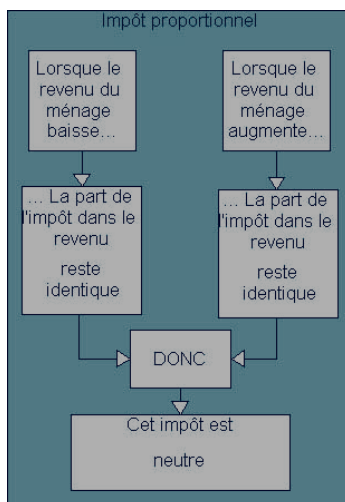 Impôt proportionnel
Lorsque le
revenu du
ménage
baisse...
Lorsque le
revenu du
ménage
augmente...
... La part de
l'impôt dans le
revenu
reste
identique
... La part de
l'impôt dans le
revenu
reste
identique
DONC
Cet impôt est
neutre